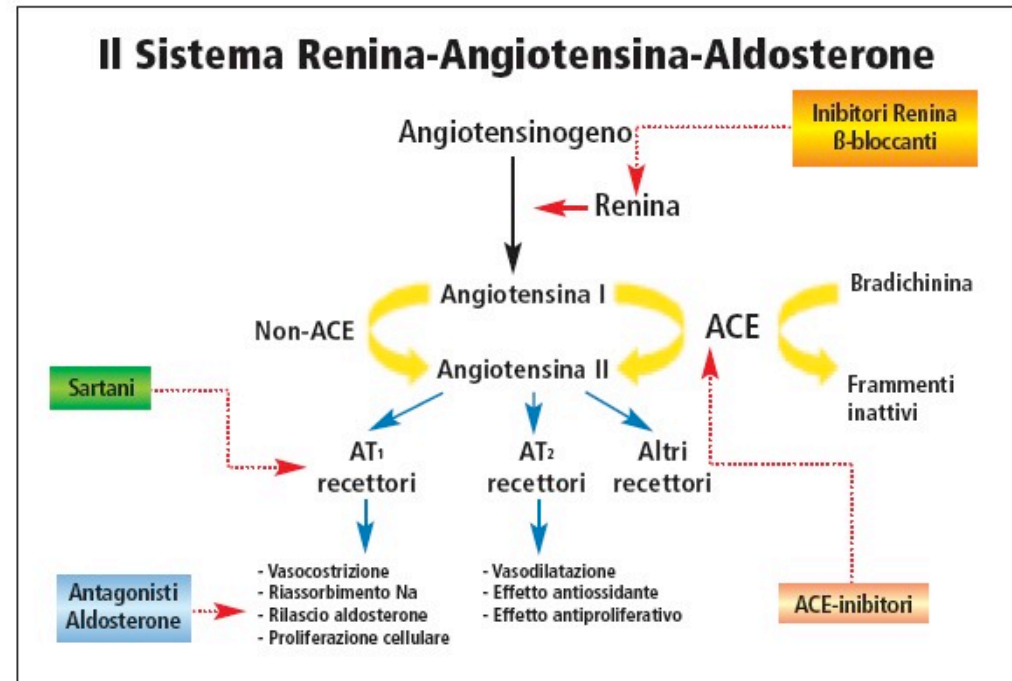 Il Sistema Renina-Angiotensina-Aldosterone
Inibitori Renina
ß-bloccanti
Angiotensinogeno
Renina
Angiotensina I
Bradichinina
Non-ACE
ACE
Angiotensina II
Frammenti
inattivi
Sartani
AT1
recettori
AT2
recettori
Altri
recettori
Antagonisti
Aldosterone
- Vasocostrizione
- Riassorbimento Na
- Rilascio aldosterone
- Proliferazione cellulare
- Vasodilatazione
- Effetto antiossidante
- Effetto antiproliferativo
ACE-inibitori